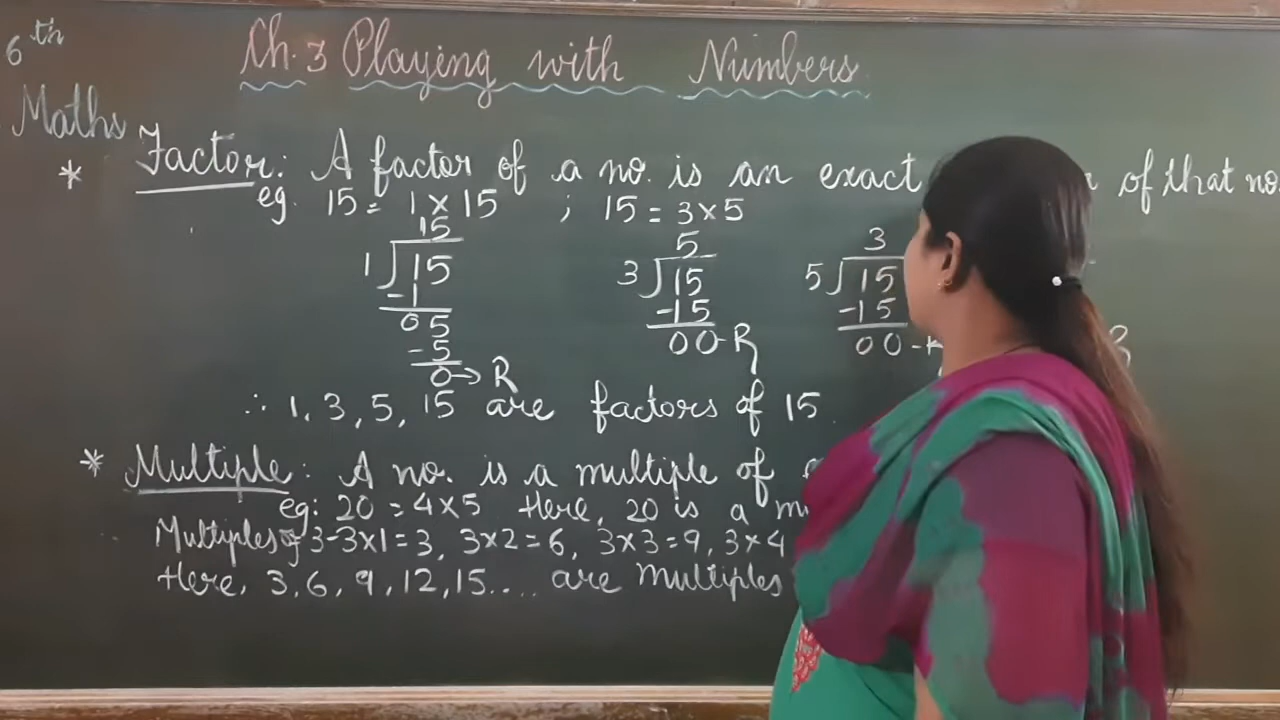 6th
Maths
Ch. 3 Playing with Numbers
* Factor: A factor of a no. is an exact of that no.
eg. 15 = 1 × 15 ; 15 = 3 × 5
15
1 15
-1
05
-5
0 → R
5
3 15
-15
00 - R
3
5 15
-15
00 -
∴ 1, 3, 5, 15 are factors of 15.
* Multiple: A no. is a multiple of
eg: 20 = 4 × 5 Here, 20 is a
Multiples of 3 - 3×1 = 3, 3×2 = 6, 3×3 = 9, 3×4
Here, 3, 6, 9, 12, 15.... are multiples